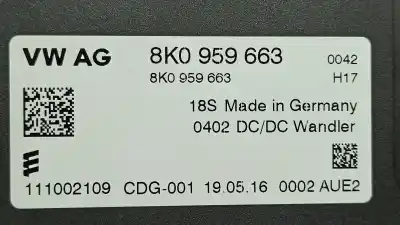 VW AG 8K0 959 663 0042
8K0 959 663 H17
18S Made in Germany
0402 DC/DC Wandler
111002109 CDG-001 19.05.16 0002 AUE2